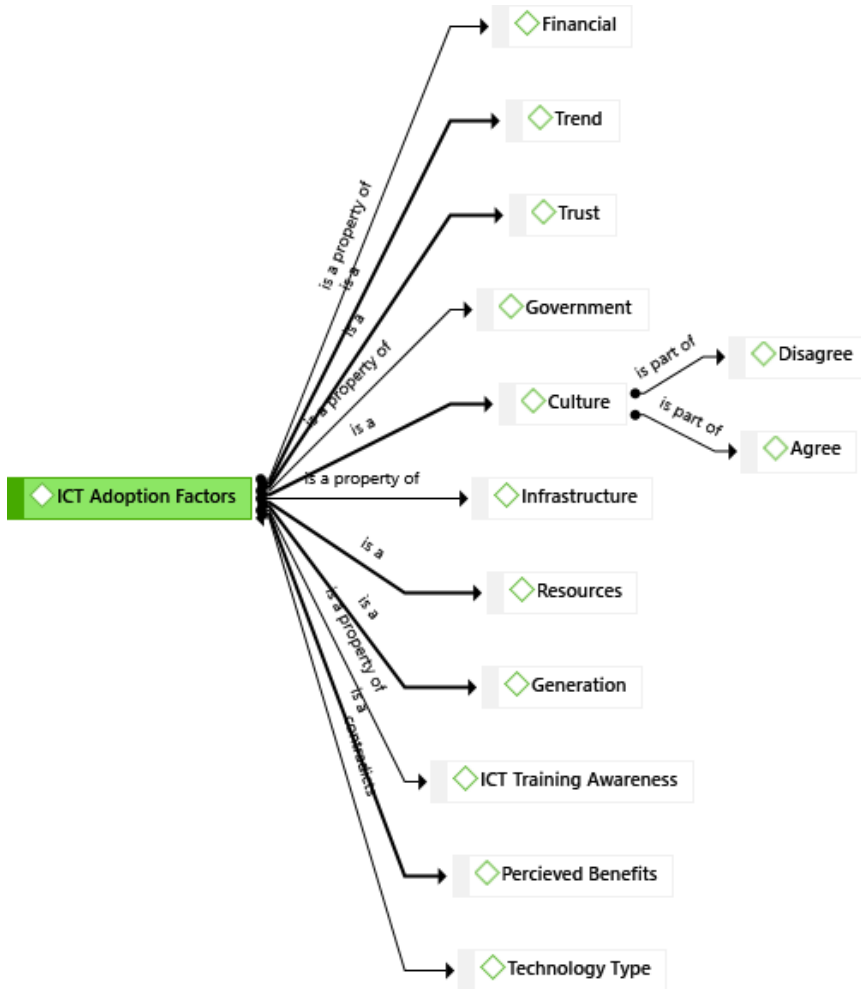 Financial
is a property of
Trend
is a
Trust
is a
Government
is a property of
Disagree
is part of
Culture
is a
is part of
Agree
ICT Adoption Factors
is a property of
Infrastructure
is a
Resources
is a
Generation
is a property of
ICT Training Awareness
is a
Percieved Benefits
contradicts
Technology Type